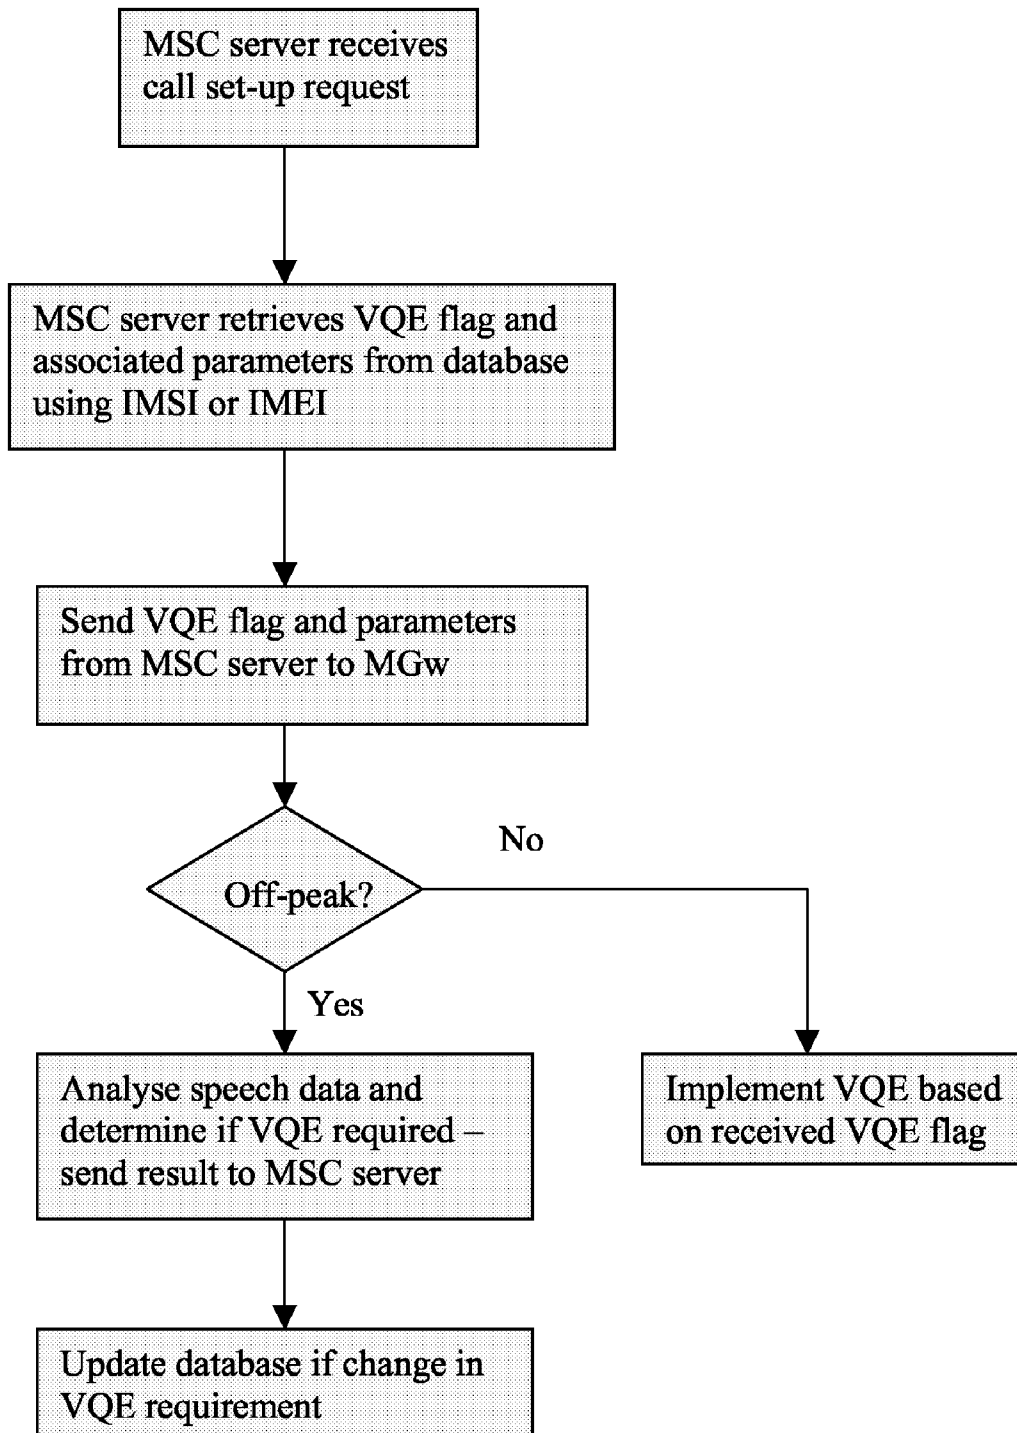 MSC server receives
call set-up request
MSC server retrieves VQE flag and
associated parameters from database
using IMSI or IMEI
Send VQE flag and parameters
from MSC server to MGw
Off-peak?
No
Yes
Analyse speech data and
determine if VQE required –
send result to MSC server
Implement VQE based
on received VQE flag
Update database if change in
VQE requirement